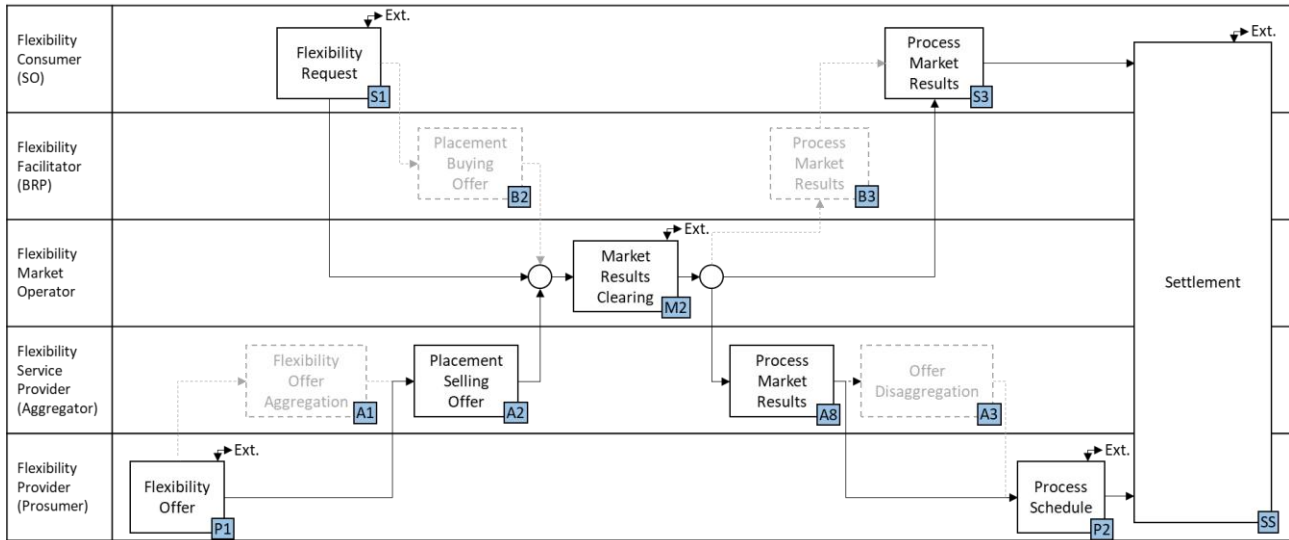 Flexibility
Consumer
(SO)
Ext.
Flexibility
Request
S1
Ext.
Process
Market
Results
S3
Ext.
Settlement
SS
Flexibility
Facilitator
(BRP)
Placement
Buying
Offer
B2
Process
Market
Results
B3
Flexibility
Market
Operator
Ext.
Market
Results
Clearing
M2
Flexibility
Service
Provider
(Aggregator)
Flexibility
Offer
Aggregation
A1
Placement
Selling
Offer
A2
Process
Market
Results
A8
Offer
Disaggregation
A3
Flexibility
Provider
(Prosumer)
Ext.
Flexibility
Offer
P1
Ext.
Process
Schedule
P2